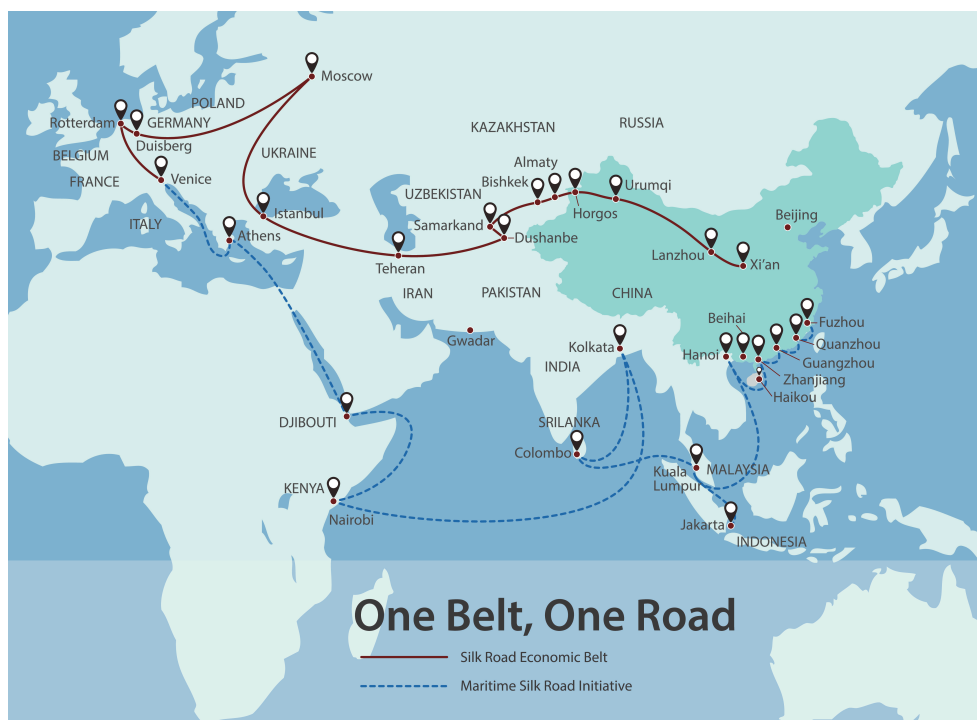 Moscow
POLAND
Rotterdam
GERMANY
KAZAKHSTAN
RUSSIA
Duisberg
BELGIUM
UKRAINE
Almaty
FRANCE
Venice
Bishkek
Urumqi
UZBEKISTAN
Horgos
Istanbul
Beijing
ITALY
Samarkand
Athens
Dushanbe
Lanzhou
Xi'an
Teheran
IRAN
PAKISTAN
CHINA
Beihai
Fuzhou
Gwadar
Kolkata
Quanzhou
Hanoi
Guangzhou
INDIA
Zhanjiang
Haikou
DJIBOUTI
SRILANKA
Colombo
Kuala
Lumpur
MALAYSIA
KENYA
Nairobi
Jakarta
INDONESIA
One Belt, One Road
Silk Road Economic Belt
Maritime Silk Road Initiative